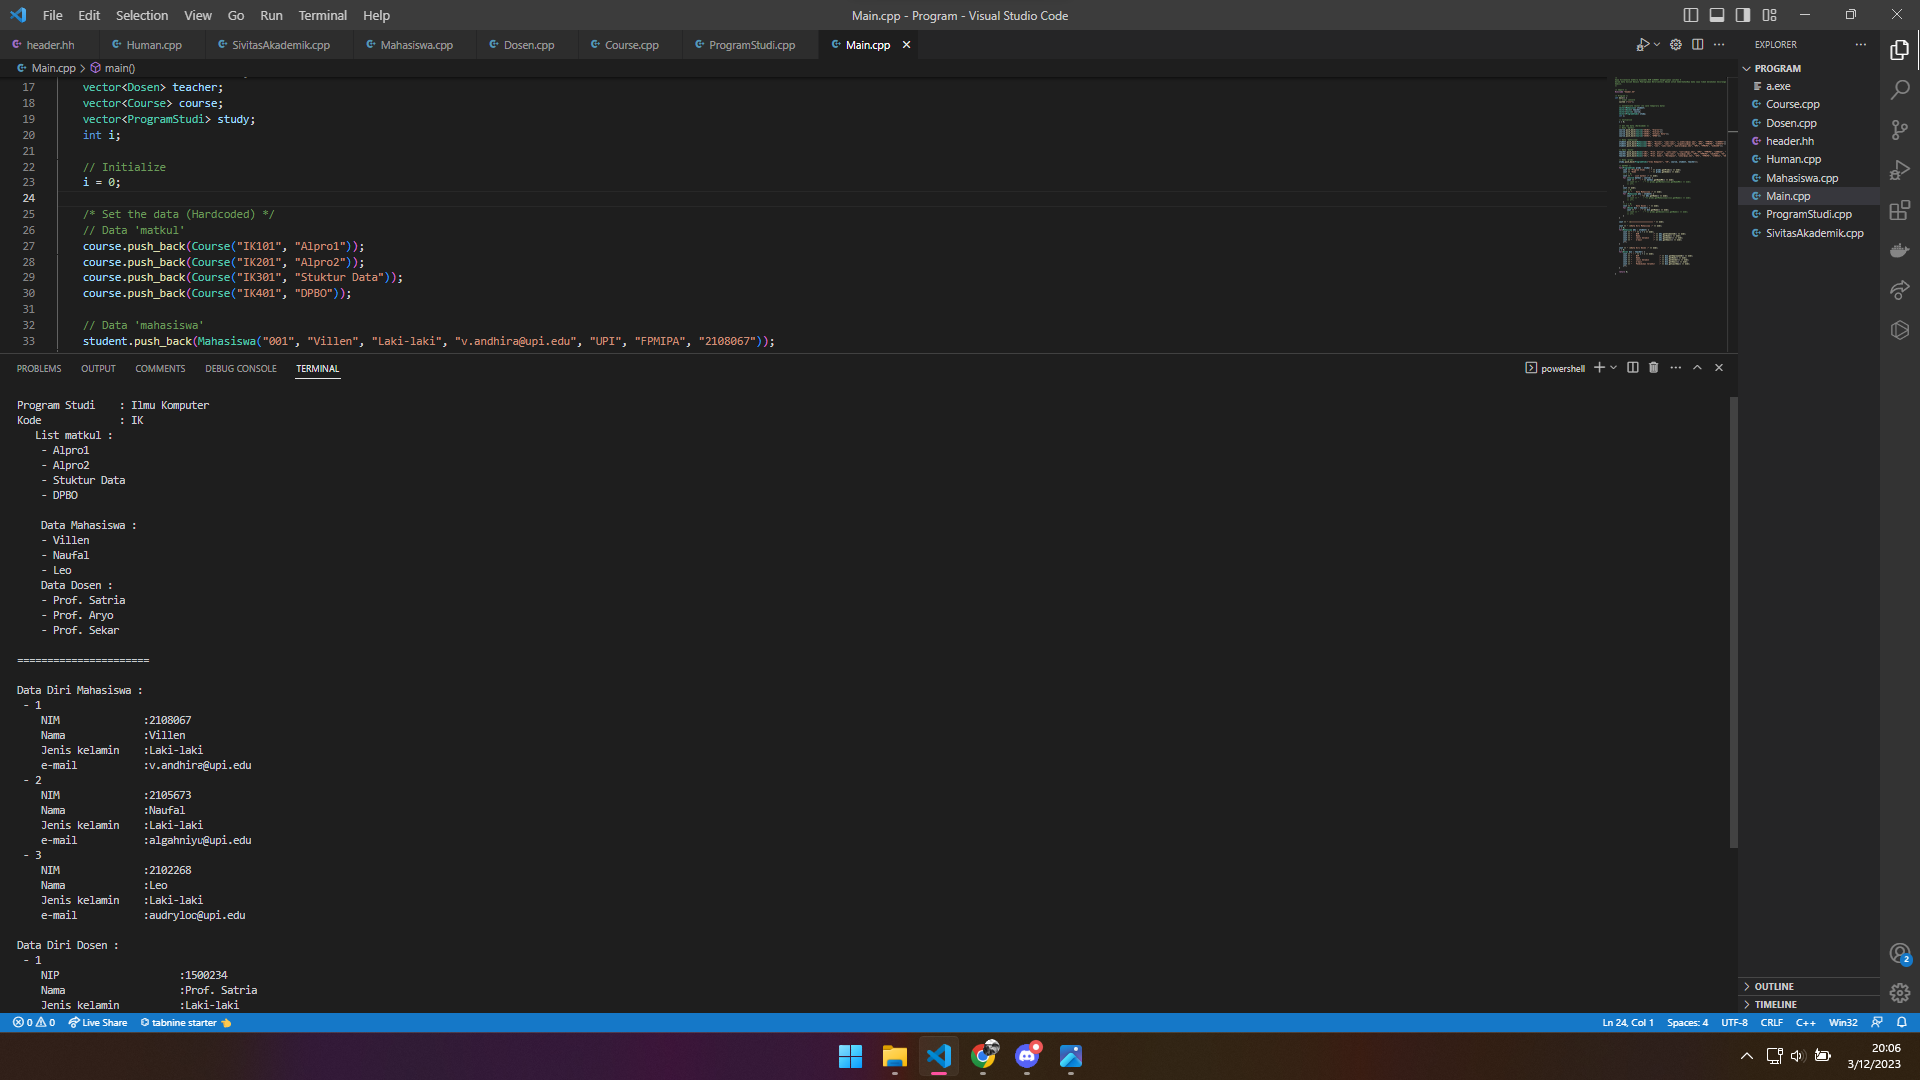 File Edit Selection View Go Run Terminal Help
Main.cpp - Program - Visual Studio Code
header.hh Human.cpp SivitasAkademik.cpp Mahasiswa.cpp Dosen.cpp Course.cpp ProgramStudi.cpp Main.cpp
Main.cpp > main()
17 vector<Dosen> teacher;
18 vector<Course> course;
19 vector<ProgramStudi> study;
20 int i;
21
22 // Initialize
23 i = 0;
24
25 /* Set the data (Hardcoded) */
26 // Data 'matkul'
27 course.push_back(Course("IK101", "Alpro1"));
28 course.push_back(Course("IK201", "Alpro2"));
29 course.push_back(Course("IK301", "Stuktur Data"));
30 course.push_back(Course("IK401", "DPBO"));
31
32 // Data 'mahasiswa'
33 student.push_back(Mahasiswa("001", "Villen", "Laki-laki", "v.andhira@upi.edu", "UPI", "FPMIPA", "2108067"));
PROBLEMS OUTPUT COMMENTS DEBUG CONSOLE TERMINAL
powershell
Program Studi : Ilmu Komputer
Kode : IK
List matkul :
- Alpro1
- Alpro2
- Stuktur Data
- DPBO
Data Mahasiswa :
- Villen
- Naufal
- Leo
Data Dosen :
- Prof. Satria
- Prof. Aryo
- Prof. Sekar
======================
Data Diri Mahasiswa :
- 1
NIM :2108067
Nama :Villen
Jenis kelamin :Laki-laki
e-mail :v.andhira@upi.edu
- 2
NIM :2105673
Nama :Naufal
Jenis kelamin :Laki-laki
e-mail :algahniyu@upi.edu
- 3
NIM :2102268
Nama :Leo
Jenis kelamin :Laki-laki
e-mail :audryloc@upi.edu
Data Diri Dosen :
- 1
NIP :1500234
Nama :Prof. Satria
Jenis kelamin :Laki-laki
EXPLORER
PROGRAM
a.exe
Course.cpp
Dosen.cpp
header.hh
Human.cpp
Mahasiswa.cpp
Main.cpp
ProgramStudi.cpp
SivitasAkademik.cpp
OUTLINE
TIMELINE
2
0 0 Live Share tabnine starter
Ln 24, Col 1 Spaces: 4 UTF-8 CRLF C++ Win32
20:06
3/12/2023